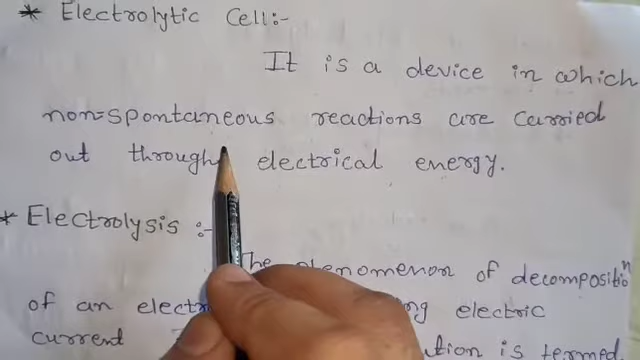 * Electrolytic Cell:-
It is a device in which
non-spontaneous reactions are carried
out through electrical energy.
* Electrolysis :-
The phenomenon of decomposition
of an electric
current is termed